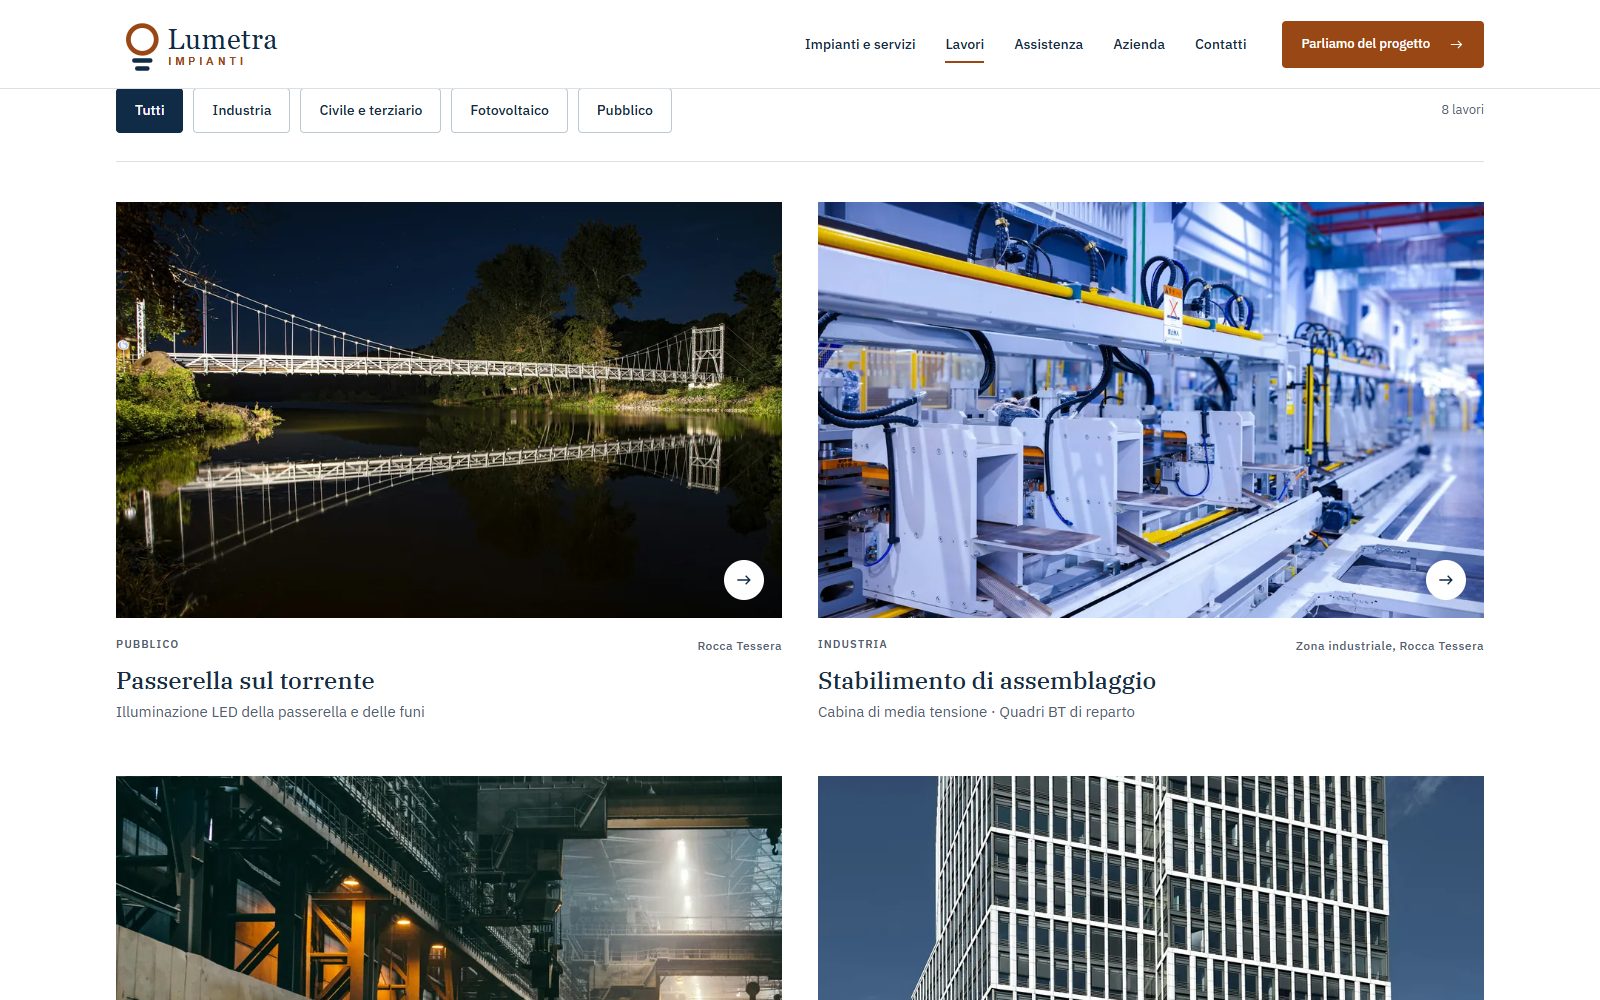 Lumetra
IMPIANTI
Impianti e servizi
Lavori
Assistenza
Azienda
Contatti
Parliamo del progetto
Tutti
Industria
Civile e terziario
Fotovoltaico
Pubblico
8 lavori
PUBBLICO
Rocca Tessera
Passerella sul torrente
Illuminazione LED della passerella e delle funi
INDUSTRIA
Zona industriale, Rocca Tessera
Stabilimento di assemblaggio
Cabina di media tensione · Quadri BT di reparto